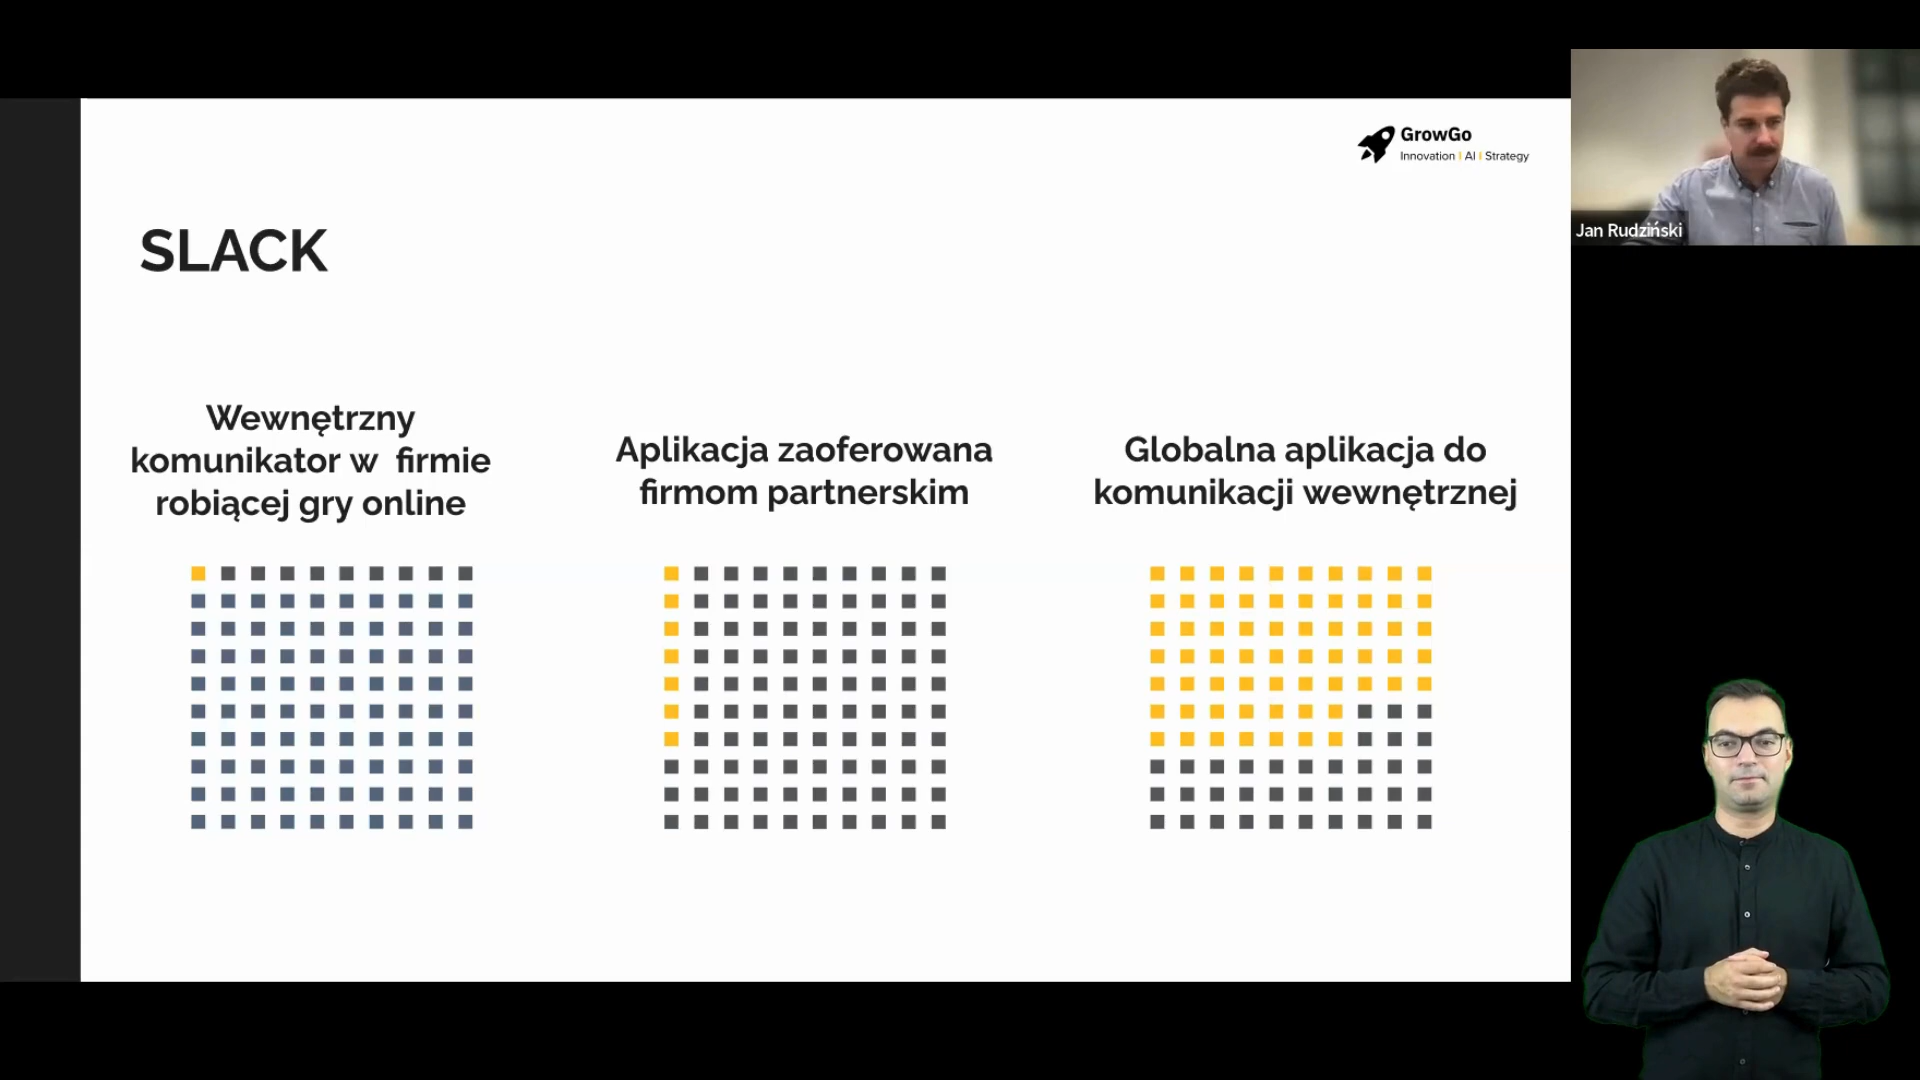 GrowGo
Innovation | AI | Strategy
Jan Rudziński
SLACK
Wewnętrzny
komunikator w firmie
robiącej gry online
Aplikacja zaoferowana
firmom partnerskim
Globalna aplikacja do
komunikacji wewnętrznej